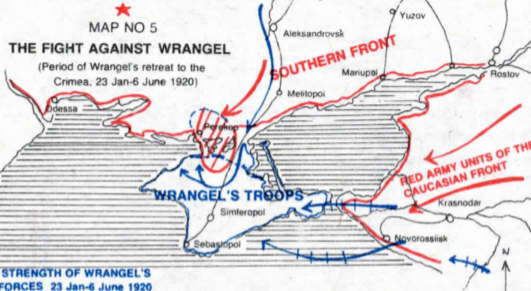 MAP NO 5
THE FIGHT AGAINST WRANGEL
(Period of Wrangel's retreat to the
Crimea, 23 Jan-6 June 1920)
Aleksandrovsk
Yuzov
SOUTHERN FRONT
Mariupol
Rostov
Melitopol
Odessa
Perekop
RED ARMY UNITS OF THE
CAUCASIAN FRONT
WRANGEL'S TROOPS
Krasnodar
Simferopol
Sebastopol
Novorossiisk
N
STRENGTH OF WRANGEL'S
FORCES 23 Jan-6 June 1920